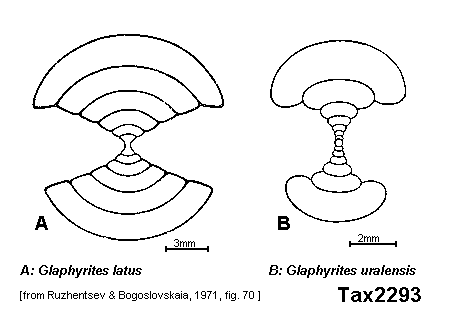 A
B
3mm
2mm
A: Glaphyrites latus
B: Glaphyrites uralensis
[from Ruzhentsev & Bogoslovskaia, 1971, fig. 70 ]
Tax2293